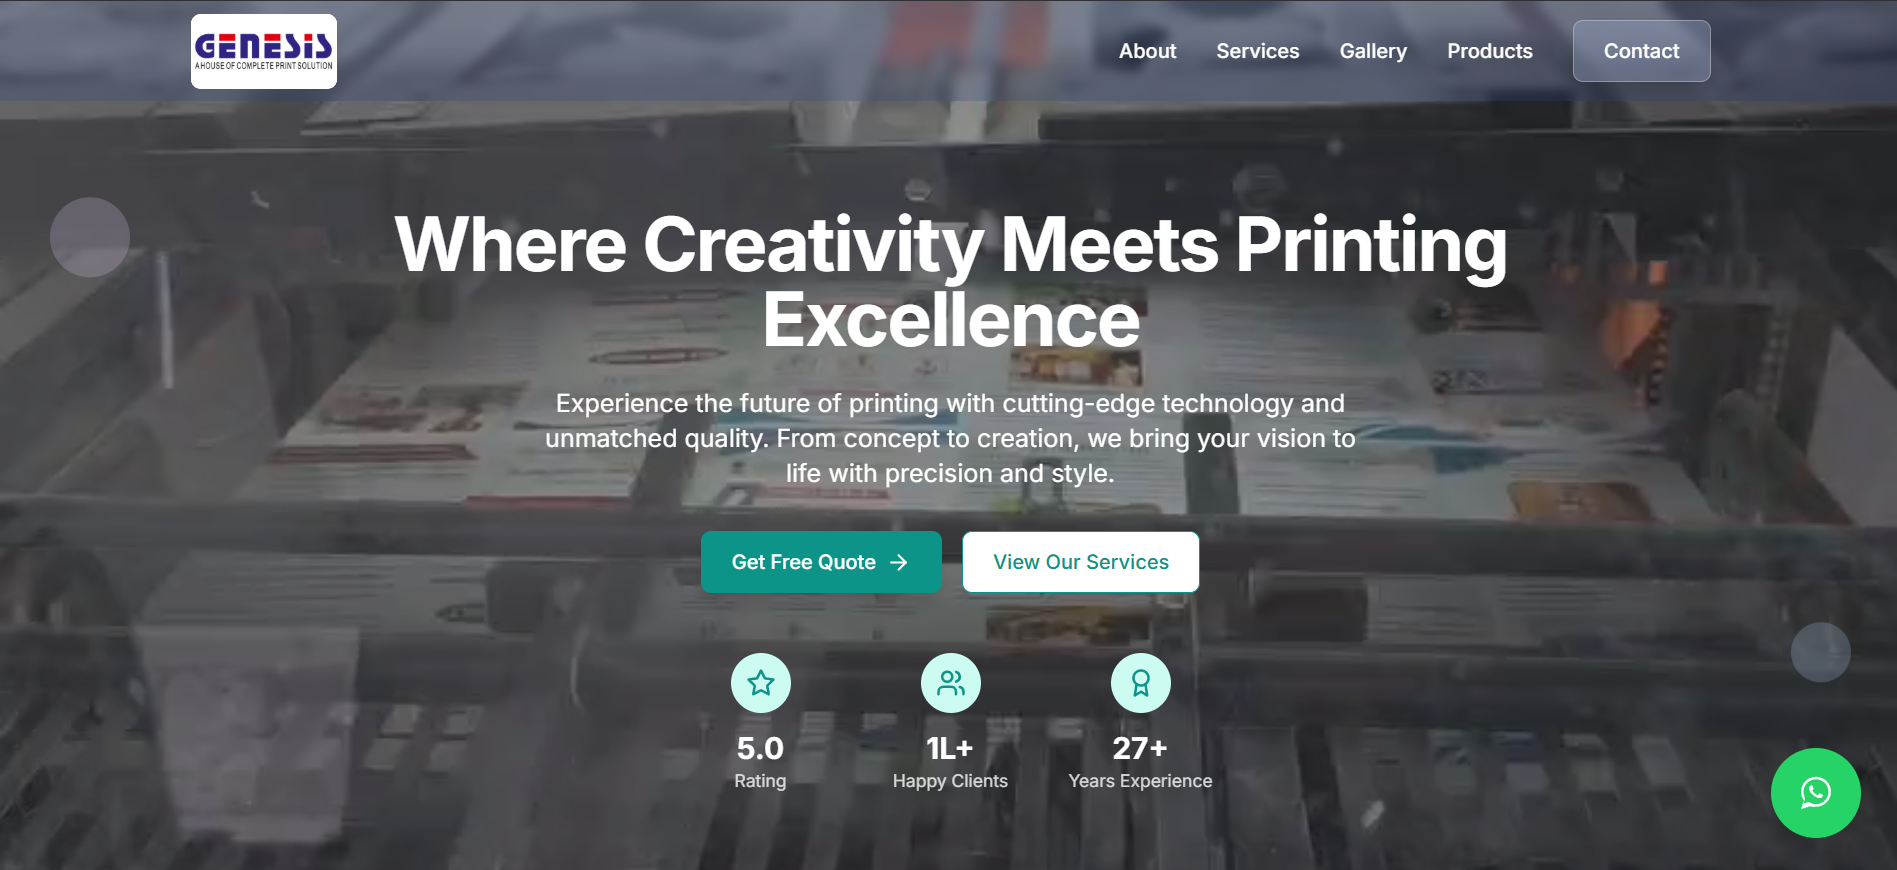 GENESIS
A HOUSE OF COMPLETE PRINT SOLUTION
About
Services
Gallery
Products
Contact
Where Creativity Meets Printing
Excellence
Experience the future of printing with cutting-edge technology and
unmatched quality. From concept to creation, we bring your vision to
life with precision and style.
Get Free Quote
View Our Services
5.0
Rating
1L+
Happy Clients
27+
Years Experience